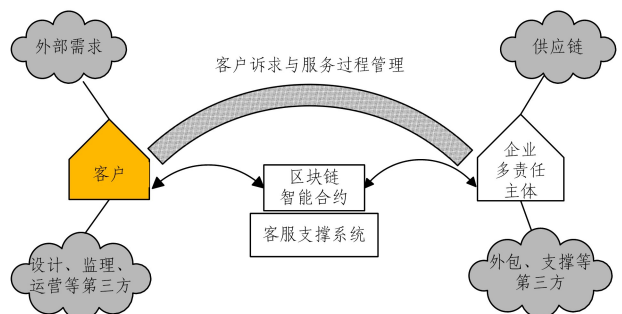 外部需求
供应链
客户诉求与服务过程管理
客户
企业
多责任
主体
区块链
智能合约
客服支撑系统
设计、监理、
运营等第三方
外包、支撑等
第三方